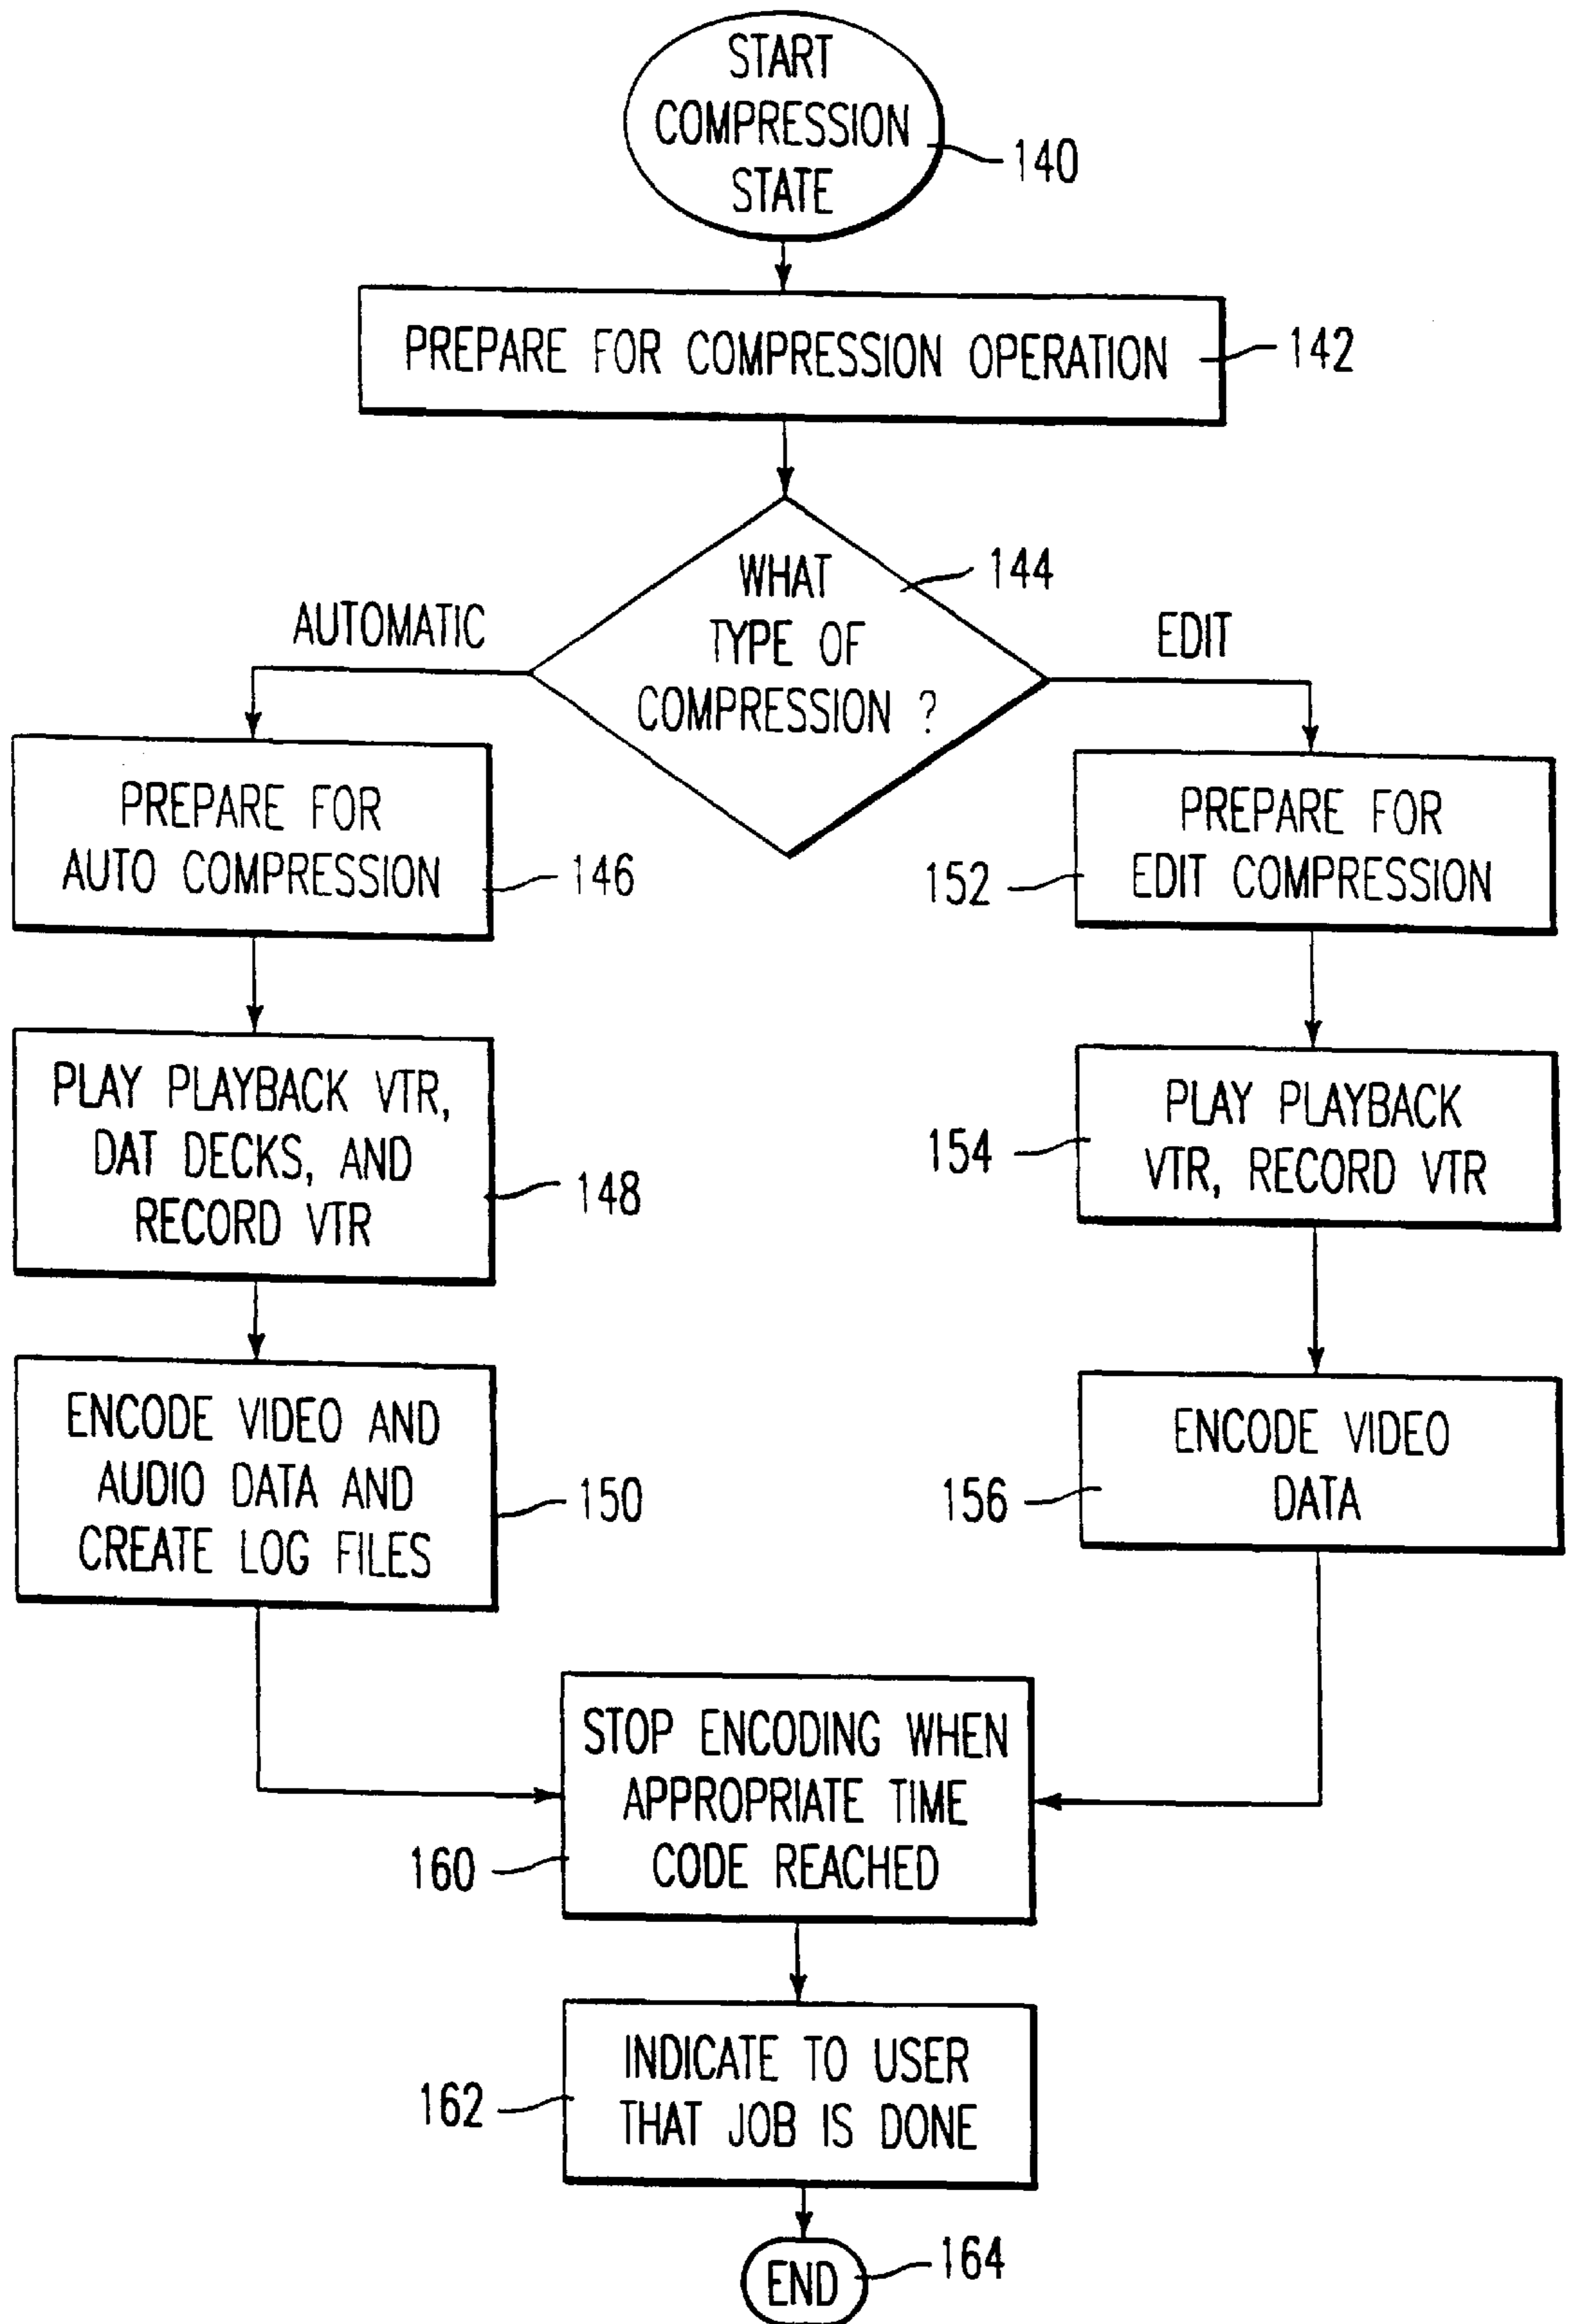 START
COMPRESSION
STATE
140
PREPARE FOR COMPRESSION OPERATION
142
WHAT
TYPE OF
COMPRESSION ?
144
AUTOMATIC
EDIT
PREPARE FOR
AUTO COMPRESSION
146
152
PREPARE FOR
EDIT COMPRESSION
PLAY PLAYBACK VTR,
DAT DECKS, AND
RECORD VTR
148
154
PLAY PLAYBACK
VTR, RECORD VTR
ENCODE VIDEO AND
AUDIO DATA AND
CREATE LOG FILES
150
156
ENCODE VIDEO
DATA
STOP ENCODING WHEN
APPROPRIATE TIME
CODE REACHED
160
INDICATE TO USER
THAT JOB IS DONE
162
END
164